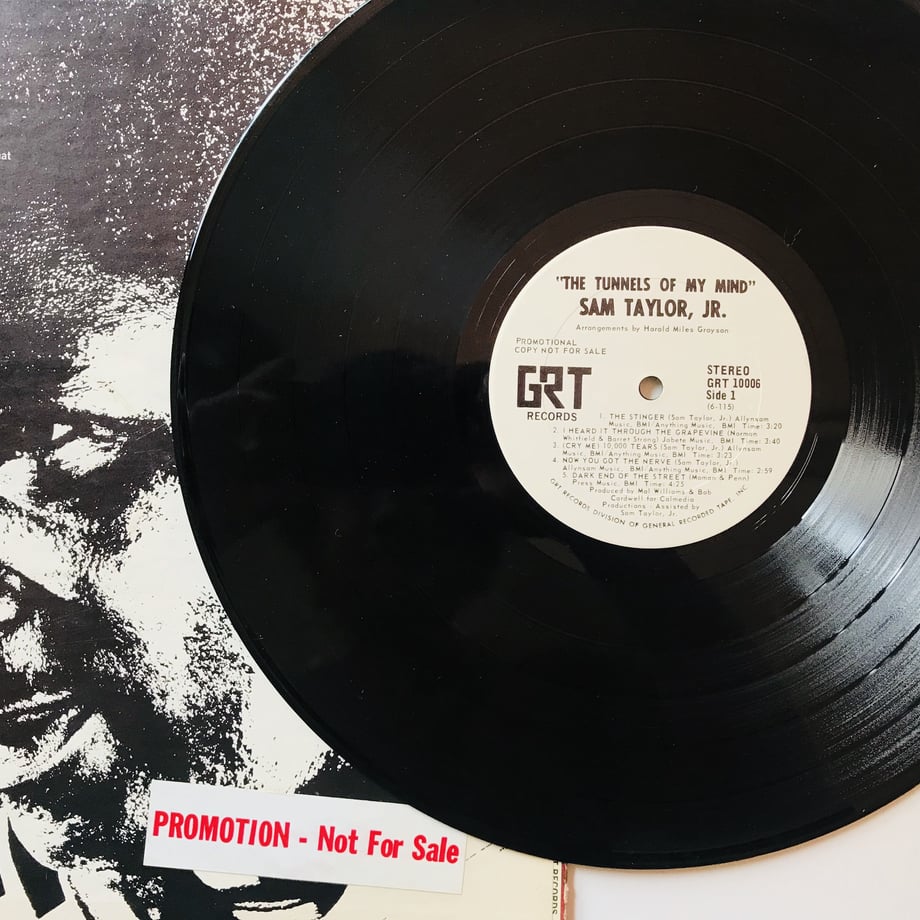 at
"THE TUNNELS OF MY MIND"
SAM TAYLOR, JR.
Arrangements by Harold Miles Grayson
PROMOTIONAL
COPY NOT FOR SALE
GRT
RECORDS
STEREO
GRT 10006
Side 1
(6-115)
1. THE STINGER (Sam Taylor, Jr.) Allynsam
Music, BMI/Anything Music, BMI Time: 3:20
2. I HEARD IT THROUGH THE GRAPEVINE (Norman
Whitfield & Barret Strong) Jobete Music, BMI Time: 3:40
3. (CRY ME) 10,000 TEARS (Sam Taylor, Jr.) Allynsam
Music, BMI/Anything Music, BMI Time: 3:23
4. NOW YOU GOT THE NERVE (Sam Taylor, Jr.)
Allynsam Music, BMI/Anything Music, BMI Time: 2:59
5. DARK END OF THE STREET (Moman & Penn)
Press Music, BMI Time: 4:25
Produced by Mal Williams & Bob
Cardwell for Calmedia
Productions - Assisted by
Sam Taylor, Jr.
GRT RECORDS DIVISION OF GENERAL RECORDED TAPE, INC.
PROMOTION - Not For Sale
RECORDS